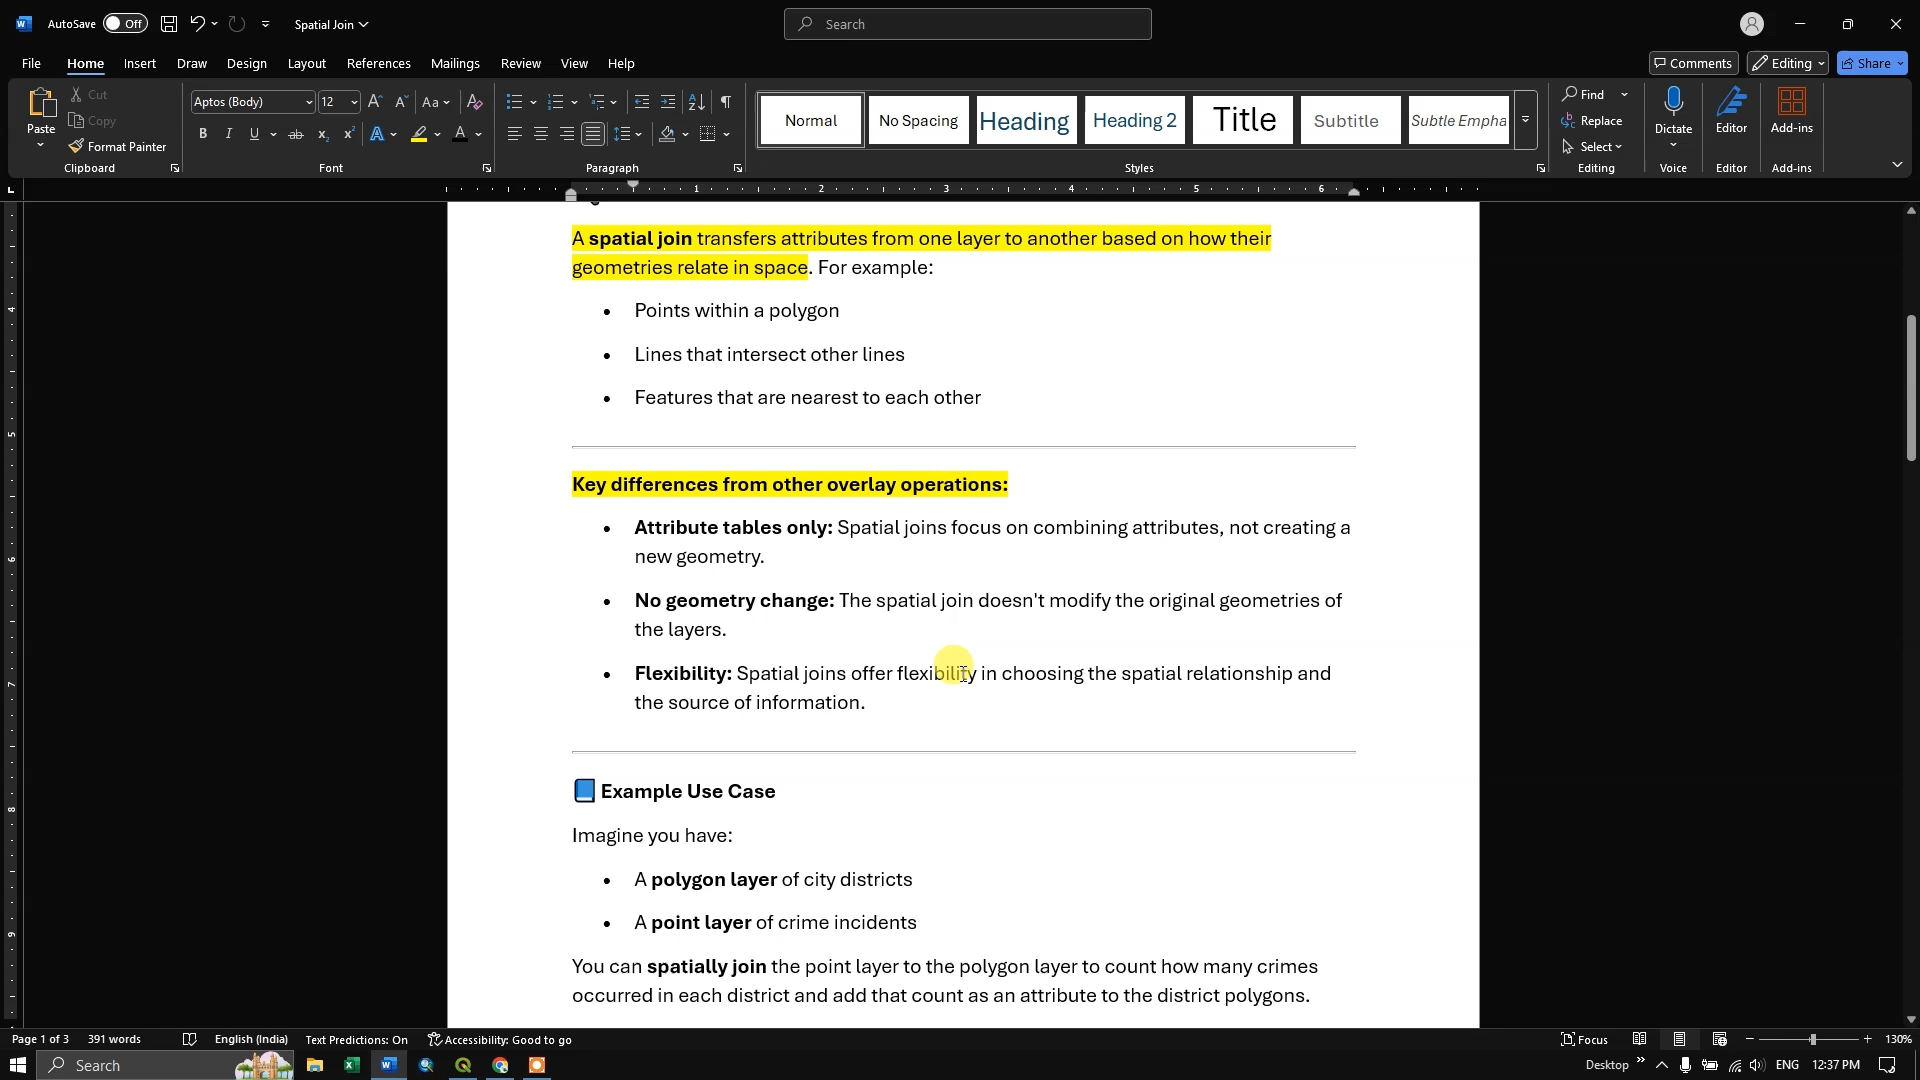 AutoSave Off Spatial Join Search
File Home Insert Draw Design Layout References Mailings Review View Help Comments Editing Share
Paste Cut Copy Format Painter Clipboard
Aptos (Body) 12 Aa Font
Paragraph
Normal No Spacing Heading Heading 2 Title Subtitle Subtle Empha Styles
Find Replace Select Editing
Dictate Voice Editor Editor Add-ins Add-ins
1 2 3 4 5 6
A spatial join transfers attributes from one layer to another based on how their
geometries relate in space. For example:
• Points within a polygon
• Lines that intersect other lines
• Features that are nearest to each other
Key differences from other overlay operations:
• Attribute tables only: Spatial joins focus on combining attributes, not creating a
new geometry.
• No geometry change: The spatial join doesn't modify the original geometries of
the layers.
• Flexibility: Spatial joins offer flexibility in choosing the spatial relationship and
the source of information.
Example Use Case
Imagine you have:
• A polygon layer of city districts
• A point layer of crime incidents
You can spatially join the point layer to the polygon layer to count how many crimes
occurred in each district and add that count as an attribute to the district polygons.
Page 1 of 3 391 words English (India) Text Predictions: On Accessibility: Good to go Focus 130%
Search Desktop ENG 12:37 PM